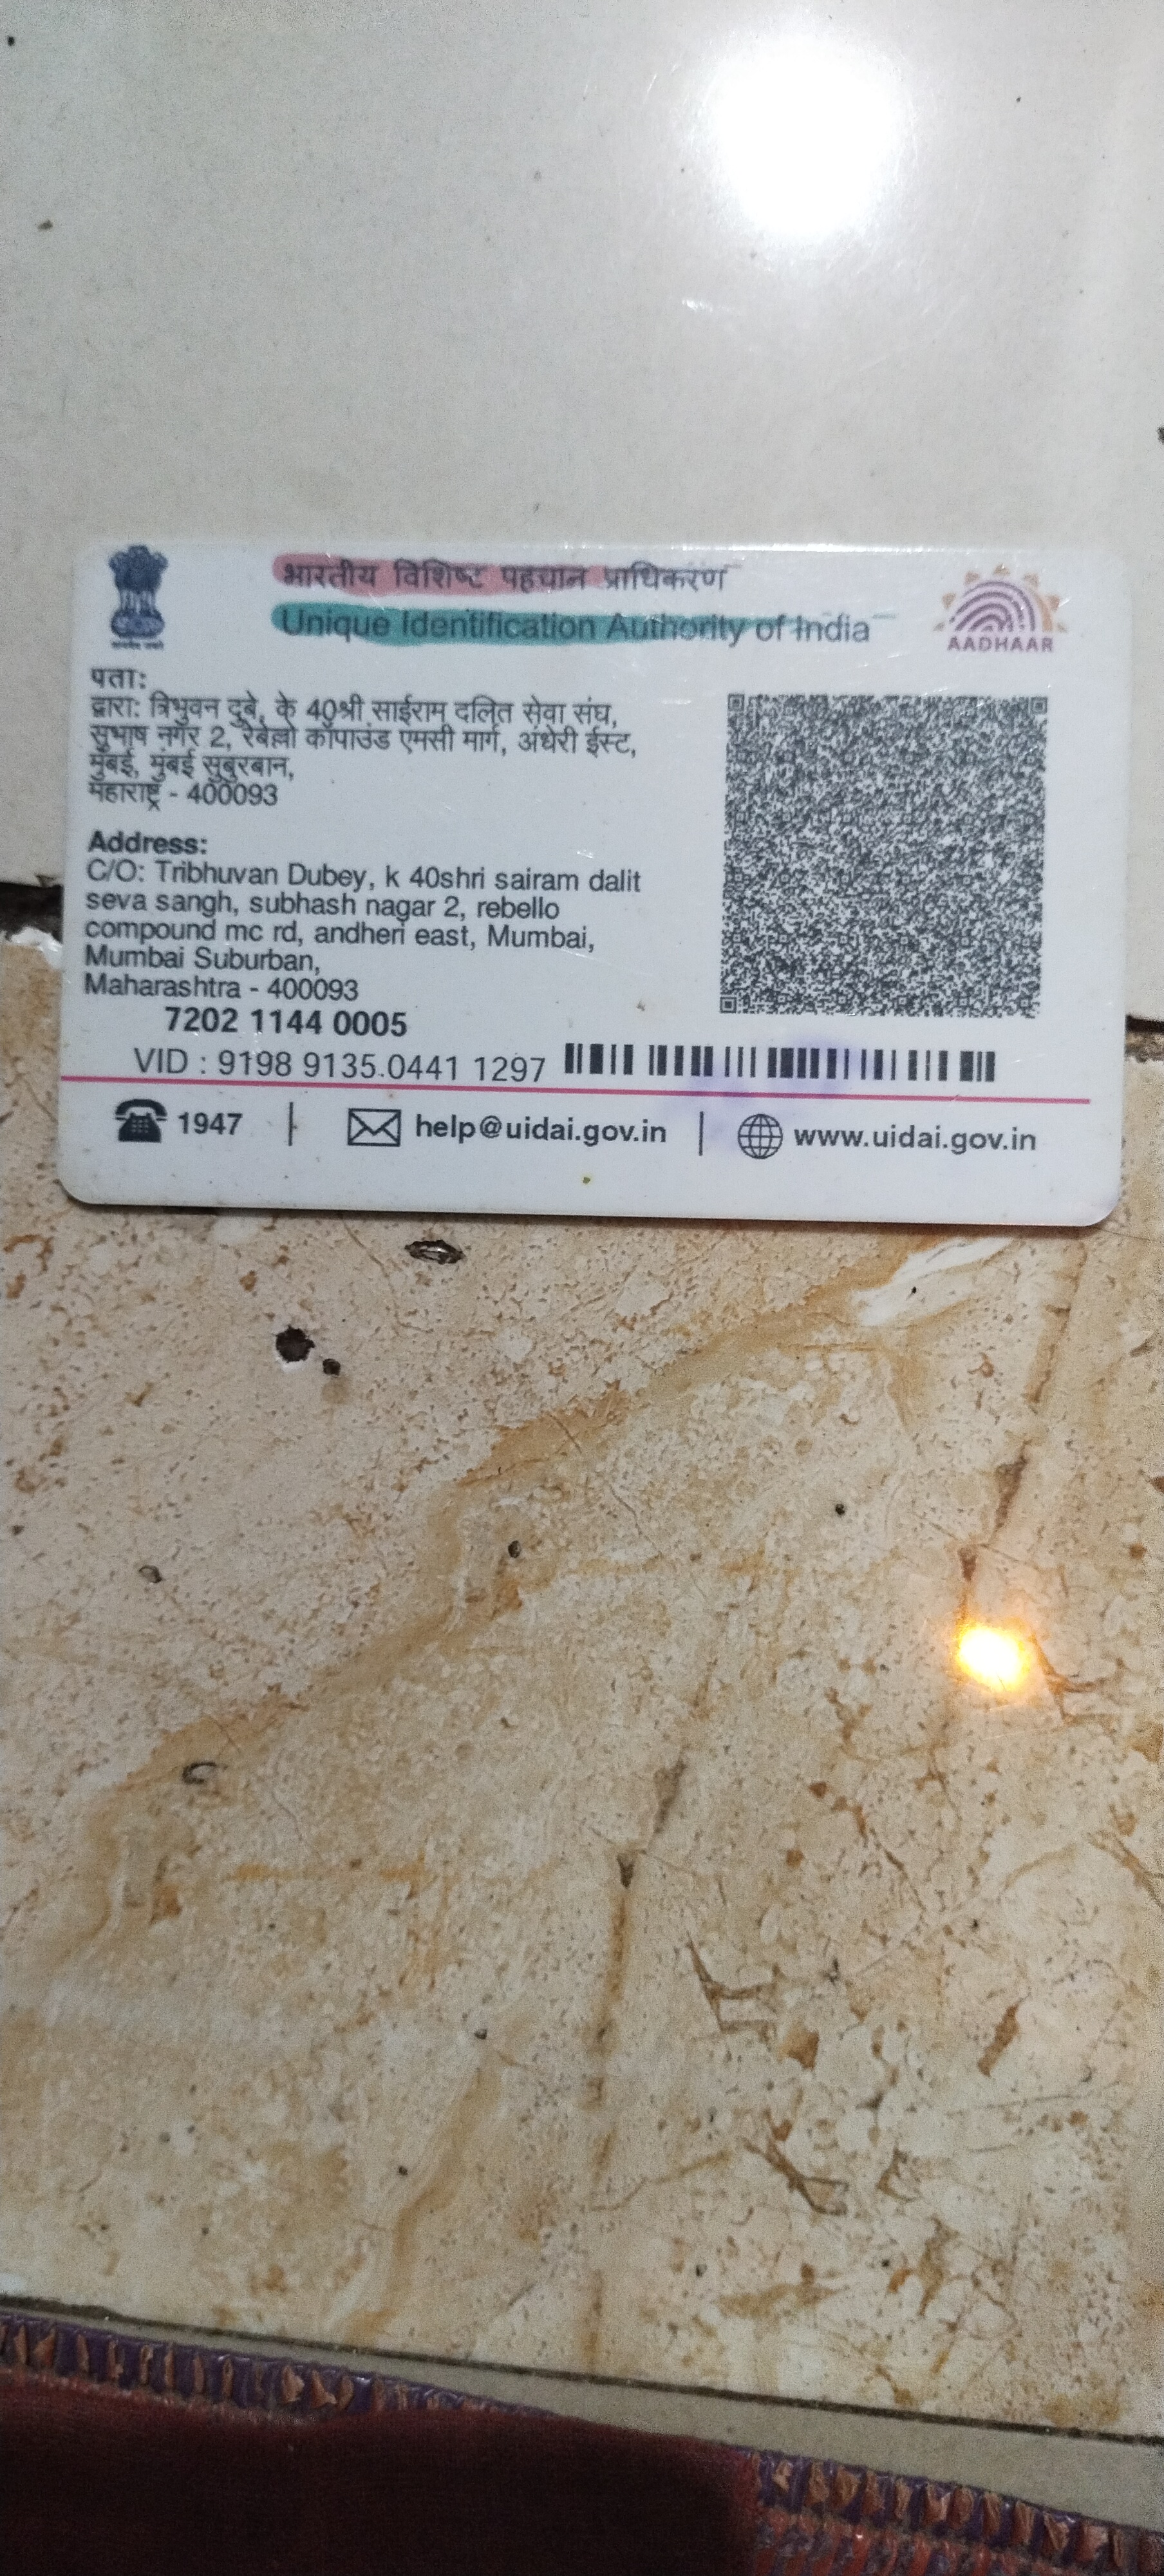 भारतीय विशिष्ट पहचान प्राधिकरण
Unique Identification Authority of India
AADHAAR
पता:
द्वारा: त्रिभुवन दुबे, के 40श्री साईराम दलित सेवा संघ,
सुभाष नगर 2, रेबेल्लो कॉपाउंड एमसी मार्ग, अंधेरी ईस्ट,
मुंबई, मुंबई सुबुरबान,
महाराष्ट्र - 400093
Address:
C/O: Tribhuvan Dubey, k 40shri sairam dalit
seva sangh, subhash nagar 2, rebello
compound mc rd, andheri east, Mumbai,
Mumbai Suburban,
Maharashtra - 400093
7202 1144 0005
VID : 9198 9135 0441 1297
1947 | help@uidai.gov.in | www.uidai.gov.in